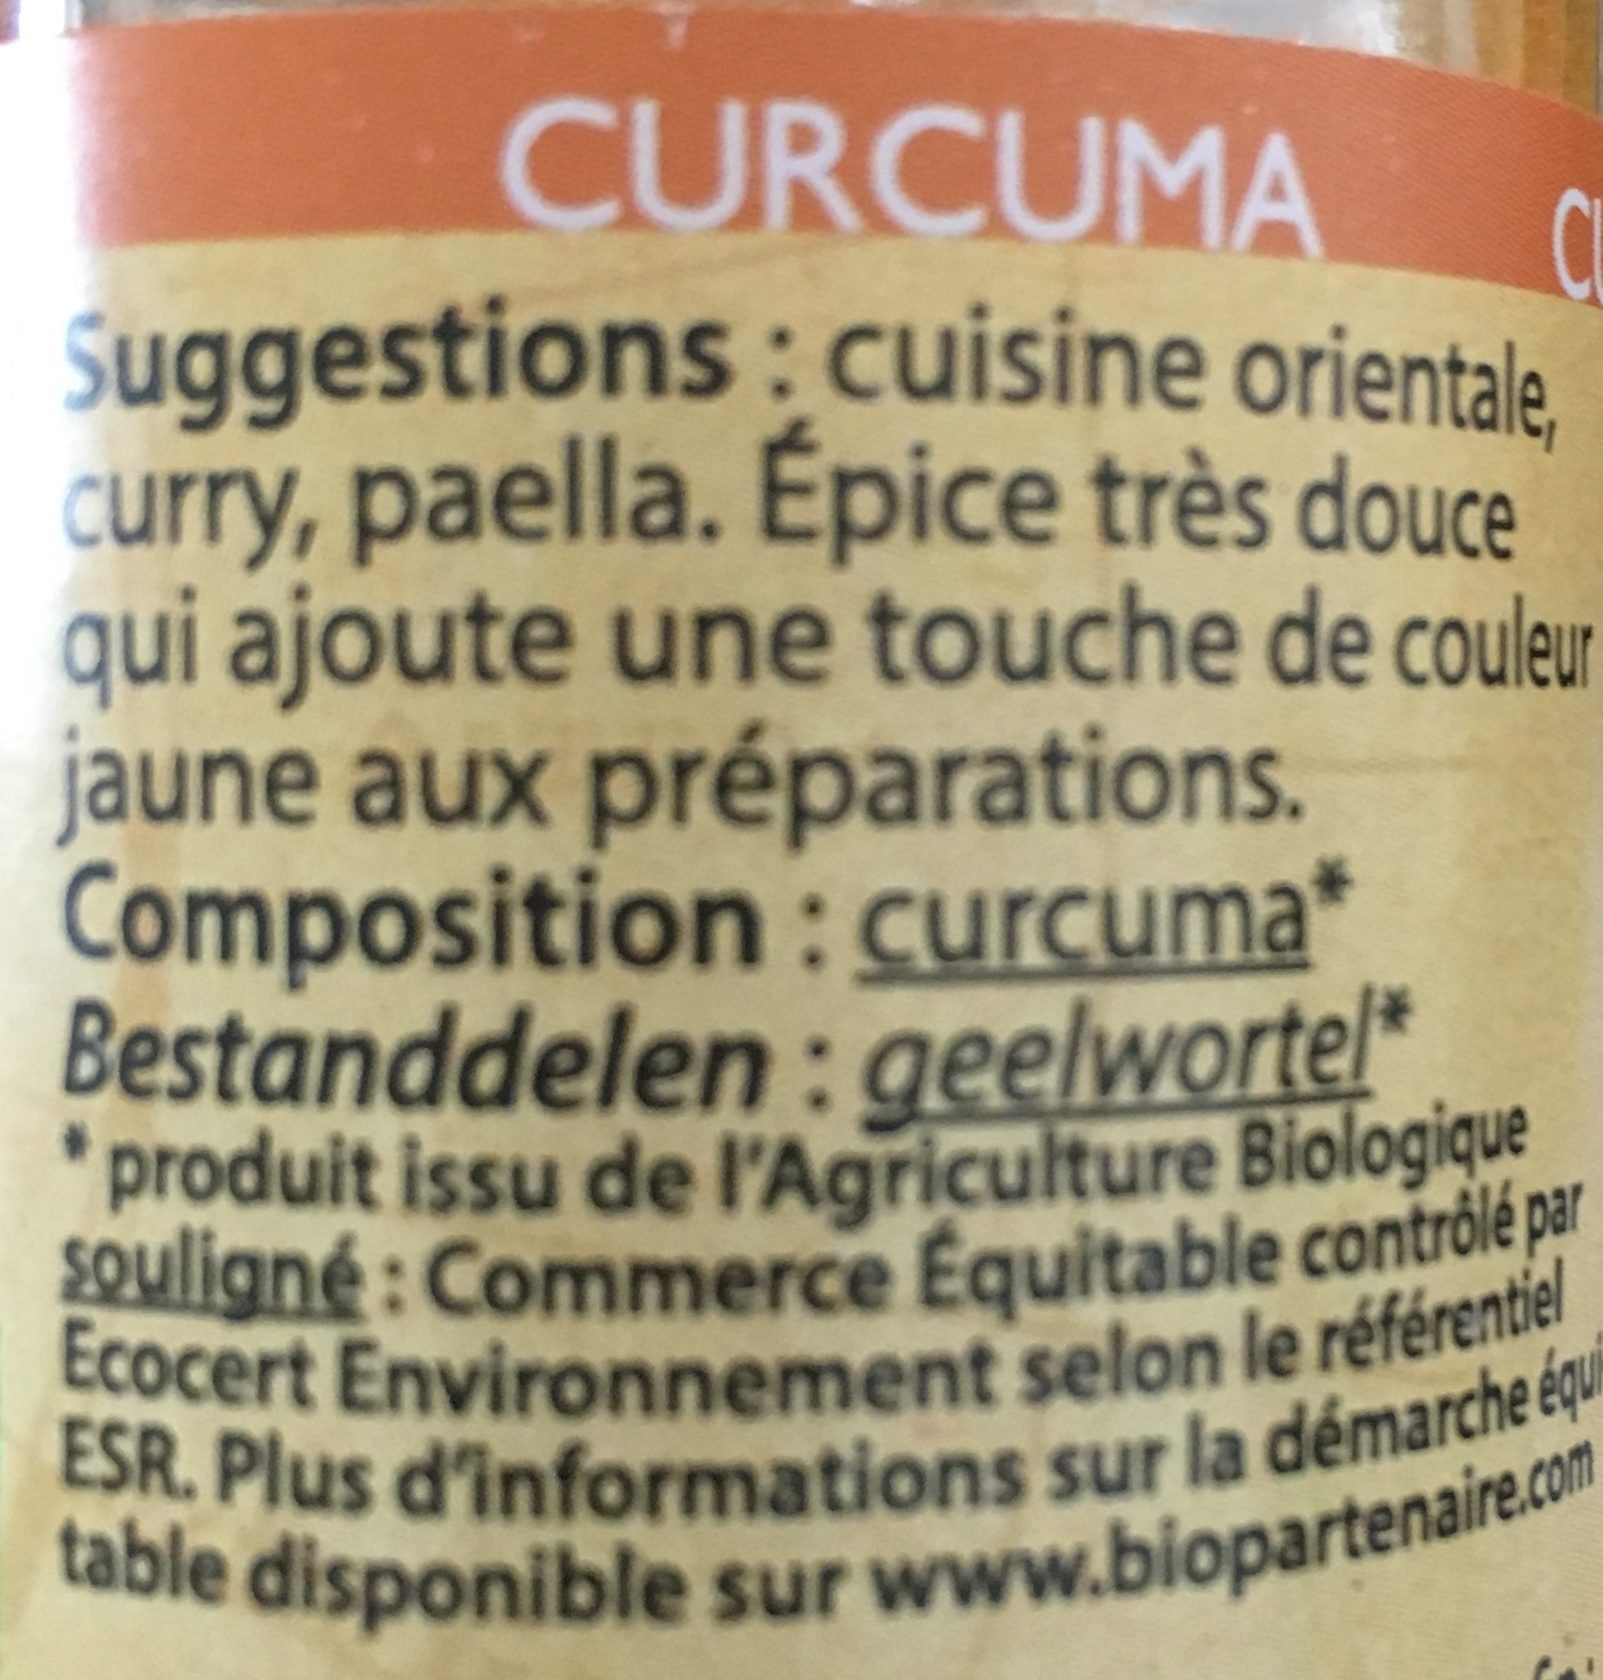 CURCUMA
Suggestions : cuisine orientale,
curry, paella. Épice très douce
qui ajoute une touche de couleur
jaune aux préparations.
Composition : curcuma*
Bestanddelen : geelwortel*
* produit issu de l'Agriculture Biologique
souligné : Commerce Équitable contrôlé par
Ecocert Environnement selon le référentiel
ESR. Plus d'informations sur la démarche équi
table disponible sur www.biopartenaire.com